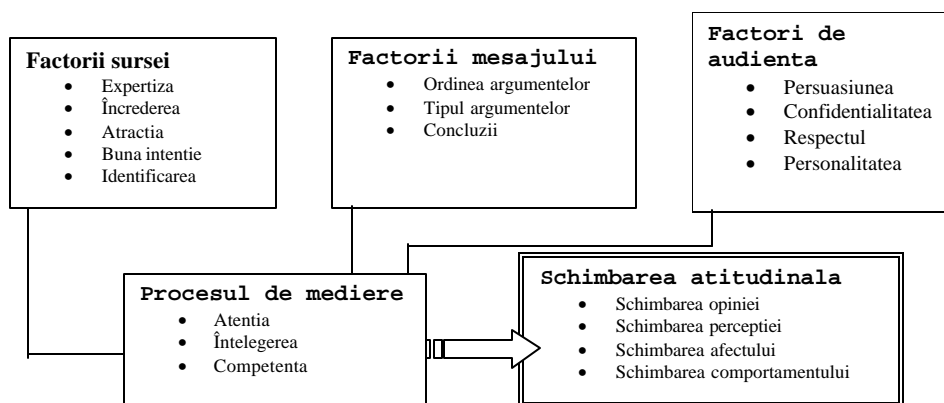 Factorii sursei
• Expertiza
• Încrederea
• Atractia
• Buna intentie
• Identificarea
Factorii mesajului
• Ordinea argumentelor
• Tipul argumentelor
• Concluzii
Factori de
audienta
• Persuasiunea
• Confidentialitatea
• Respectul
• Personalitatea
Procesul de mediere
• Atentia
• Întelegerea
• Competenta
Schimbarea atitudinala
• Schimbarea opiniei
• Schimbarea perceptiei
• Schimbarea afectului
• Schimbarea comportamentului